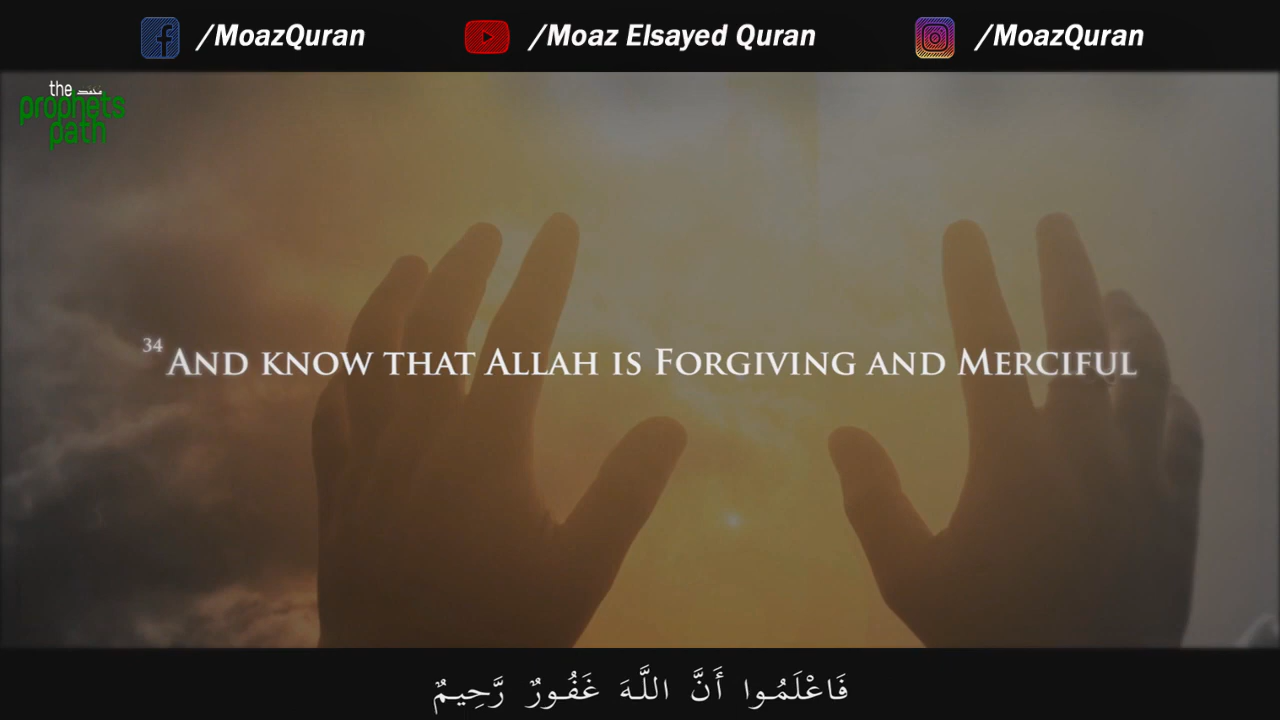 /MoazQuran
/Moaz Elsayed Quran
/MoazQuran
the محمد
prophets
path
34 And know that Allah is Forgiving and Merciful
فَاعْلَمُوا أَنَّ اللَّهَ غَفُورٌ رَّحِيمٌ